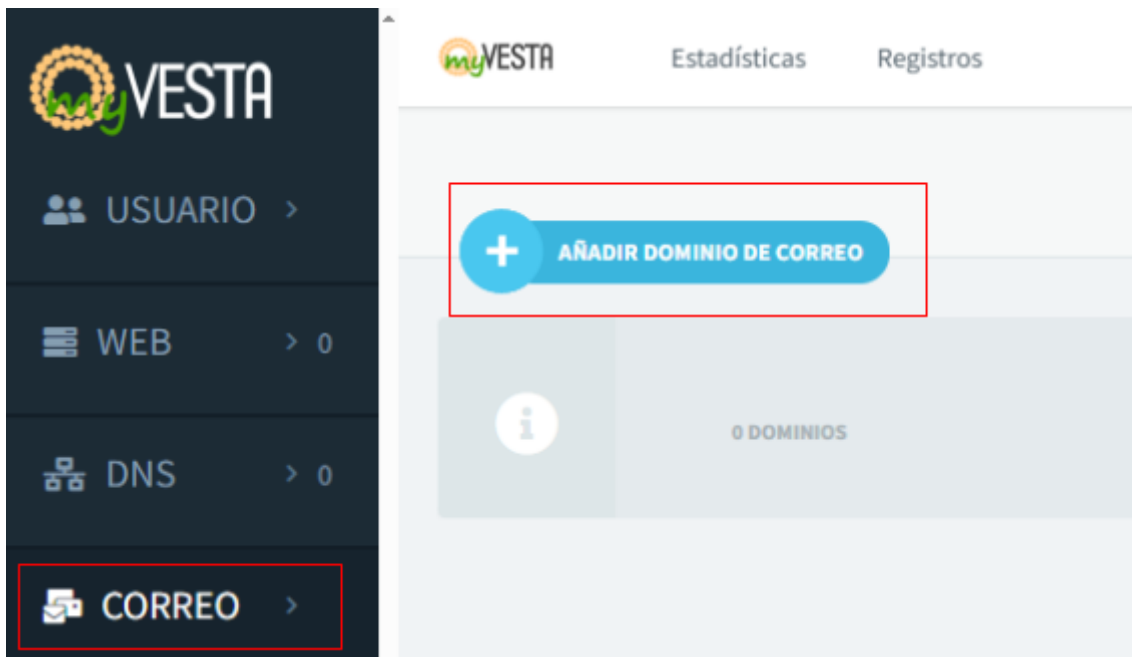 myVESTA
USUARIO
WEB 0
DNS 0
CORREO
myVESTA Estadísticas Registros
AÑADIR DOMINIO DE CORREO
0 DOMINIOS